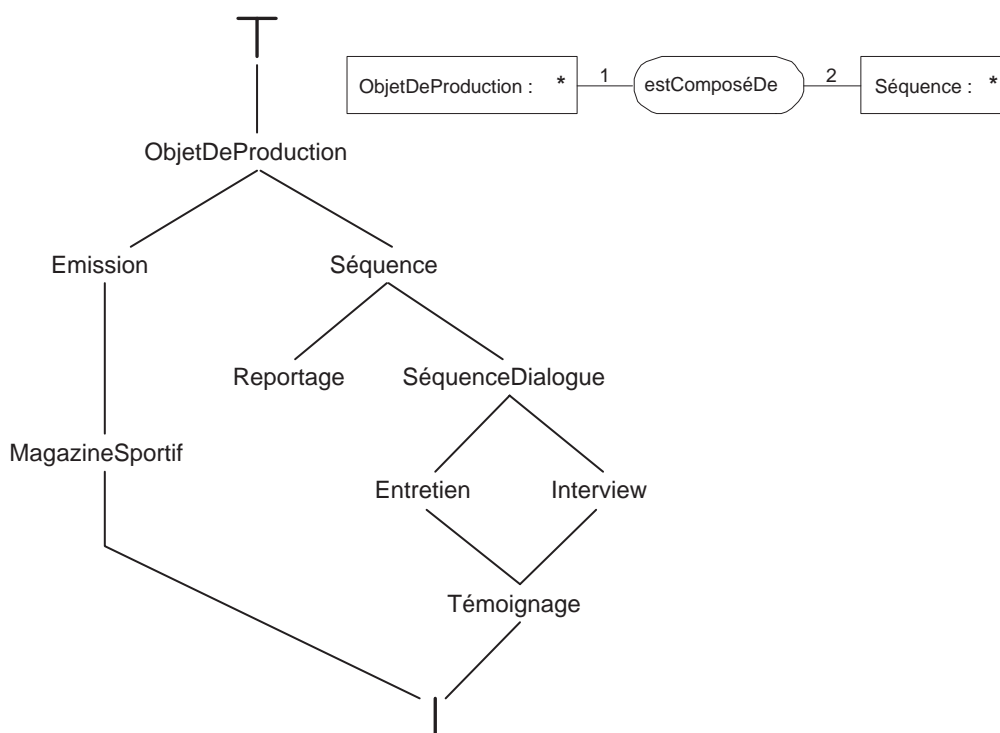 ObjetDeProduction : * 1 estComposéDe 2 Séquence : *
ObjetDeProduction
Emission Séquence
Reportage SéquenceDialogue
MagazineSportif
Entretien Interview
Témoignage